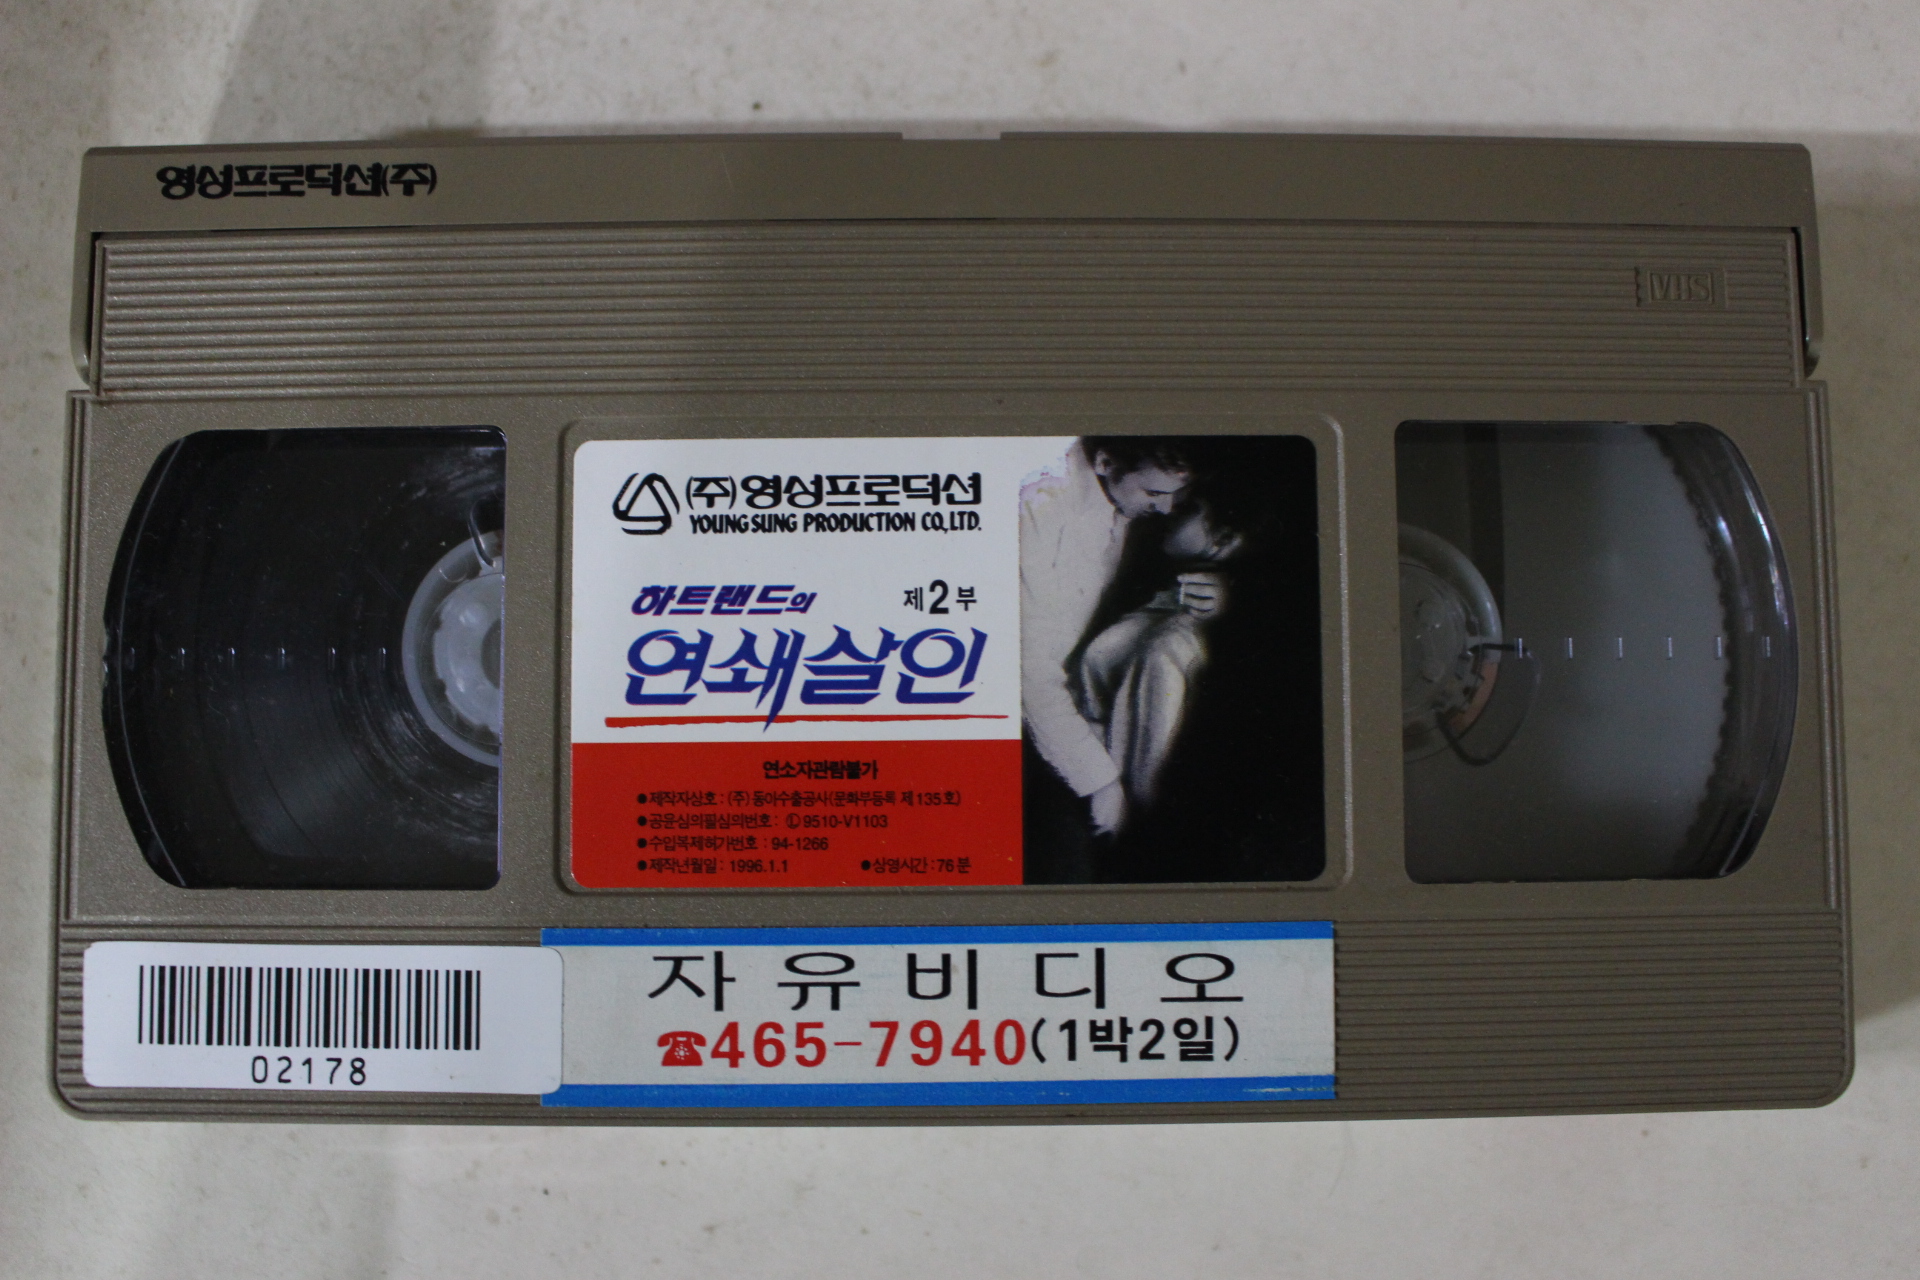 영성프로덕션(주)
VHS
(주)영성프로덕션
YOUNG SUNG PRODUCTION CO,.LTD.
하트랜드의 제2부
연쇄살인
연소자관람불가
●제작자상호 : (주)동아수출공사(문화부등록 제135호)
●공윤심의필심의번호 : Ⓛ 9510-V1103
●수입복제허가번호 : 94-1266
●제작년월일 : 1996.1.1 ●상영시간 : 76분
자유비디오
☎465-7940(1박2일)
02178